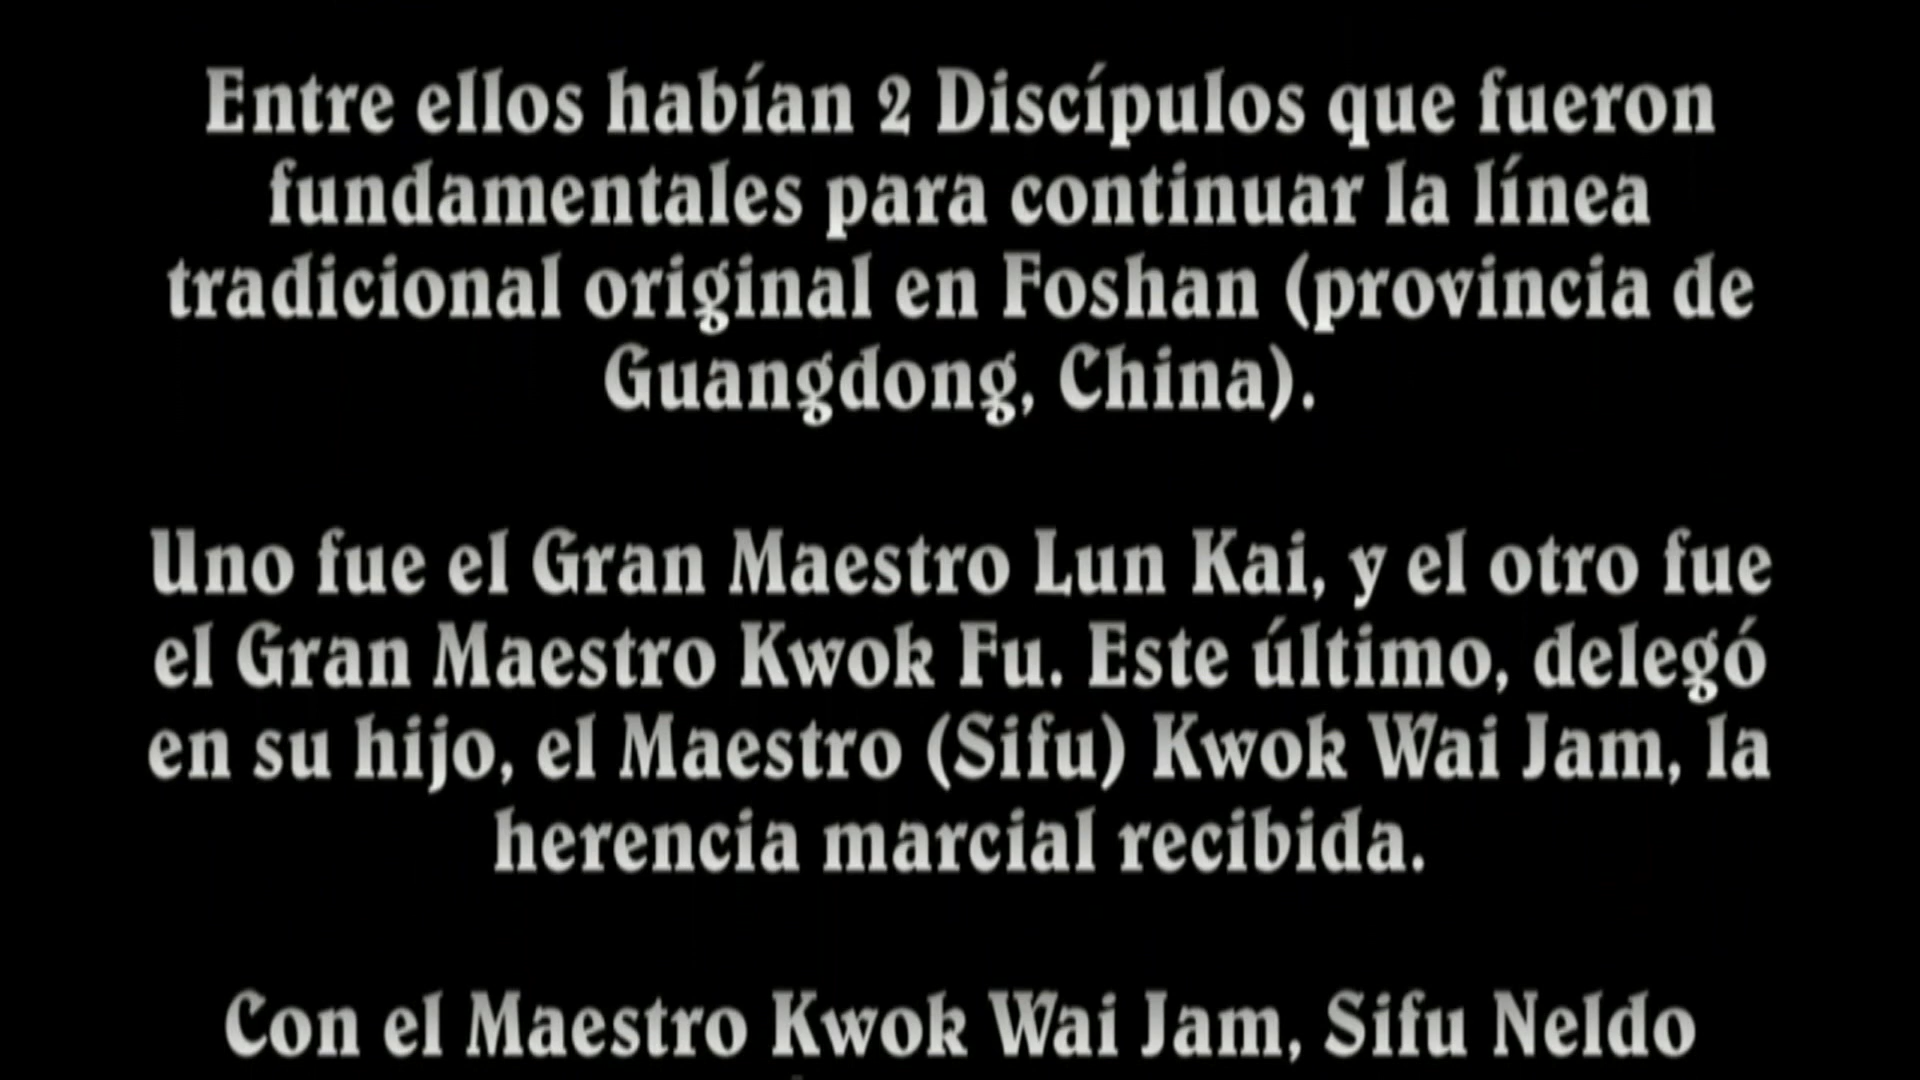 Entre ellos habían 2 Discípulos que fueron
fundamentales para continuar la línea
tradicional original en Foshan (provincia de
Guangdong, China).
Uno fue el Gran Maestro Lun Kai, y el otro fue
el Gran Maestro Kwok Fu. Este último, delegó
en su hijo, el Maestro (Sifu) Kwok Wai Jam, la
herencia marcial recibida.
Con el Maestro Kwok Wai Jam, Sifu Neldo